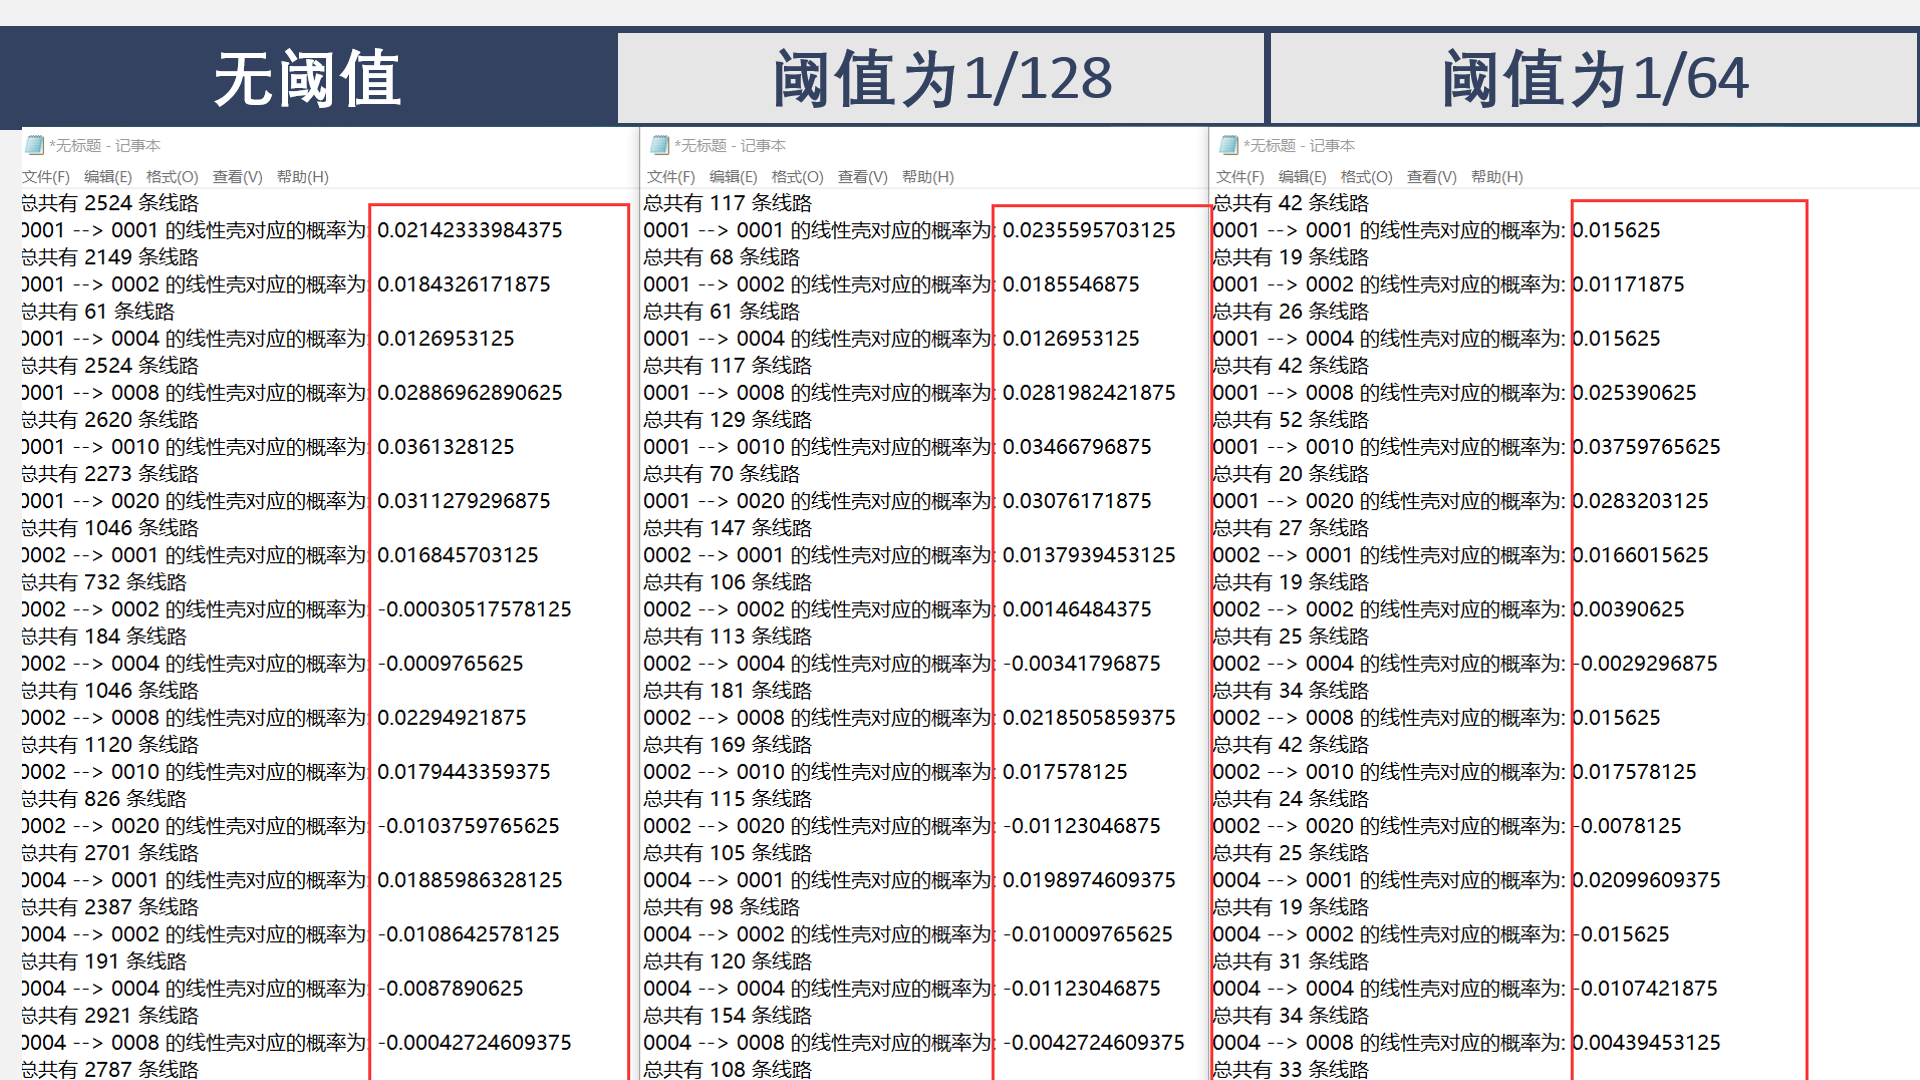 无阈值
阈值为1/128
阈值为1/64
*无标题 - 记事本
文件(F) 编辑(E) 格式(O) 查看(V) 帮助(H)
总共有 2524 条线路
0001 --> 0001 的线性壳对应的概率为: 0.02142333984375
总共有 2149 条线路
0001 --> 0002 的线性壳对应的概率为: 0.0184326171875
总共有 61 条线路
0001 --> 0004 的线性壳对应的概率为: 0.0126953125
总共有 2524 条线路
0001 --> 0008 的线性壳对应的概率为: 0.02886962890625
总共有 2620 条线路
0001 --> 0010 的线性壳对应的概率为: 0.0361328125
总共有 2273 条线路
0001 --> 0020 的线性壳对应的概率为: 0.0311279296875
总共有 1046 条线路
0002 --> 0001 的线性壳对应的概率为: 0.016845703125
总共有 732 条线路
0002 --> 0002 的线性壳对应的概率为: -0.00030517578125
总共有 184 条线路
0002 --> 0004 的线性壳对应的概率为: -0.0009765625
总共有 1046 条线路
0002 --> 0008 的线性壳对应的概率为: 0.02294921875
总共有 1120 条线路
0002 --> 0010 的线性壳对应的概率为: 0.0179443359375
总共有 826 条线路
0002 --> 0020 的线性壳对应的概率为: -0.0103759765625
总共有 2701 条线路
0004 --> 0001 的线性壳对应的概率为: 0.01885986328125
总共有 2387 条线路
0004 --> 0002 的线性壳对应的概率为: -0.0108642578125
总共有 191 条线路
0004 --> 0004 的线性壳对应的概率为: -0.0087890625
总共有 2921 条线路
0004 --> 0008 的线性壳对应的概率为: -0.00042724609375
总共有 2787 条线路
*无标题 - 记事本
文件(F) 编辑(E) 格式(O) 查看(V) 帮助(H)
总共有 117 条线路
0001 --> 0001 的线性壳对应的概率为: 0.0235595703125
总共有 68 条线路
0001 --> 0002 的线性壳对应的概率为: 0.0185546875
总共有 61 条线路
0001 --> 0004 的线性壳对应的概率为: 0.0126953125
总共有 117 条线路
0001 --> 0008 的线性壳对应的概率为: 0.0281982421875
总共有 129 条线路
0001 --> 0010 的线性壳对应的概率为: 0.03466796875
总共有 70 条线路
0001 --> 0020 的线性壳对应的概率为: 0.03076171875
总共有 147 条线路
0002 --> 0001 的线性壳对应的概率为: 0.0137939453125
总共有 106 条线路
0002 --> 0002 的线性壳对应的概率为: 0.00146484375
总共有 113 条线路
0002 --> 0004 的线性壳对应的概率为: -0.00341796875
总共有 181 条线路
0002 --> 0008 的线性壳对应的概率为: 0.0218505859375
总共有 169 条线路
0002 --> 0010 的线性壳对应的概率为: 0.017578125
总共有 115 条线路
0002 --> 0020 的线性壳对应的概率为: -0.01123046875
总共有 105 条线路
0004 --> 0001 的线性壳对应的概率为: 0.0198974609375
总共有 98 条线路
0004 --> 0002 的线性壳对应的概率为: -0.010009765625
总共有 120 条线路
0004 --> 0004 的线性壳对应的概率为: -0.01123046875
总共有 154 条线路
0004 --> 0008 的线性壳对应的概率为: -0.0042724609375
总共有 108 条线路
*无标题 - 记事本
文件(F) 编辑(E) 格式(O) 查看(V) 帮助(H)
总共有 42 条线路
0001 --> 0001 的线性壳对应的概率为: 0.015625
总共有 19 条线路
0001 --> 0002 的线性壳对应的概率为: 0.01171875
总共有 26 条线路
0001 --> 0004 的线性壳对应的概率为: 0.015625
总共有 42 条线路
0001 --> 0008 的线性壳对应的概率为: 0.025390625
总共有 52 条线路
0001 --> 0010 的线性壳对应的概率为: 0.03759765625
总共有 20 条线路
0001 --> 0020 的线性壳对应的概率为: 0.0283203125
总共有 27 条线路
0002 --> 0001 的线性壳对应的概率为: 0.0166015625
总共有 19 条线路
0002 --> 0002 的线性壳对应的概率为: 0.00390625
总共有 25 条线路
0002 --> 0004 的线性壳对应的概率为: -0.0029296875
总共有 34 条线路
0002 --> 0008 的线性壳对应的概率为: 0.015625
总共有 42 条线路
0002 --> 0010 的线性壳对应的概率为: 0.017578125
总共有 24 条线路
0002 --> 0020 的线性壳对应的概率为: -0.0078125
总共有 25 条线路
0004 --> 0001 的线性壳对应的概率为: 0.02099609375
总共有 19 条线路
0004 --> 0002 的线性壳对应的概率为: -0.015625
总共有 31 条线路
0004 --> 0004 的线性壳对应的概率为: -0.0107421875
总共有 34 条线路
0004 --> 0008 的线性壳对应的概率为: 0.00439453125
总共有 33 条线路